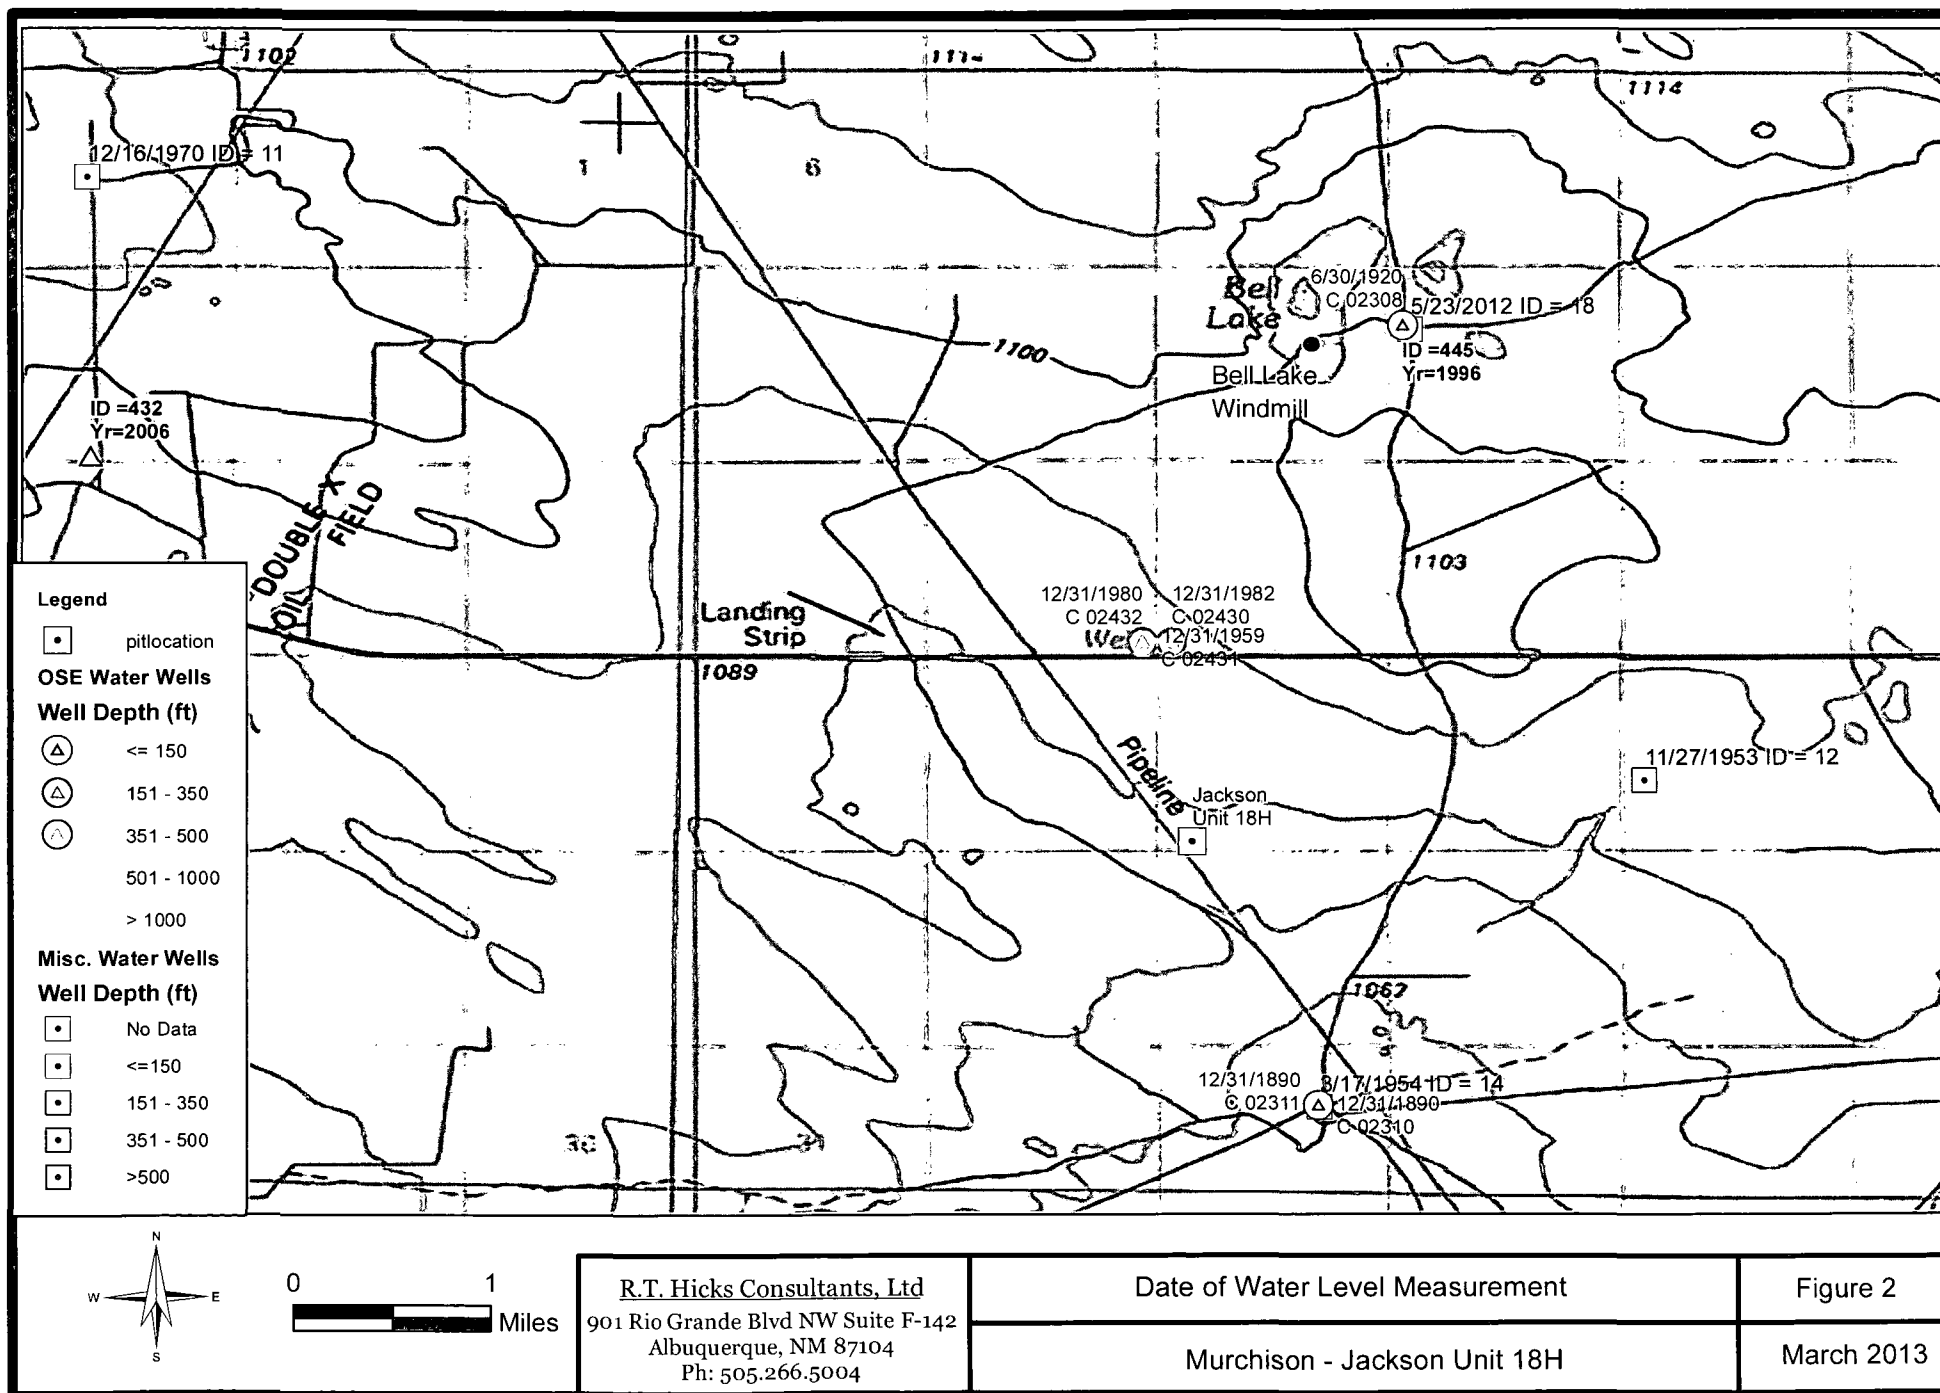 1102
1114
1114
12/16/1970 ID = 11
1
6
6/30/1920
C 02308
5/23/2012 ID = 18
Bell
Lake
ID =445
Yr=1996
Bell Lake
Windmill
1100
ID =432
Yr=2006
DOUBLE X
OIL FIELD
1103
Landing
Strip
12/31/1980
C 02432
12/31/1982
C 02430
12/31/1959
C 02431
1089
Pipeline
Jackson
Unit 18H
11/27/1953 ID = 12
1067
12/31/1890
C 02311
3/17/1954 ID = 14
12/31/1890
C 02310
36
Legend
pitlocation
OSE Water Wells
Well Depth (ft)
<= 150
151 - 350
351 - 500
501 - 1000
> 1000
Misc. Water Wells
Well Depth (ft)
No Data
<=150
151 - 350
351 - 500
>500
N
W E
S
0 1
Miles
R.T. Hicks Consultants, Ltd
901 Rio Grande Blvd NW Suite F-142
Albuquerque, NM 87104
Ph: 505.266.5004
Date of Water Level Measurement
Murchison - Jackson Unit 18H
Figure 2
March 2013